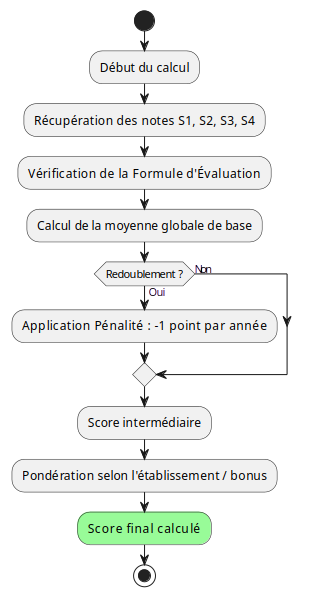 Début du calcul
Récupération des notes S1, S2, S3, S4
Vérification de la Formule d'Évaluation
Calcul de la moyenne globale de base
Redoublement ?
Non
Oui
Application Pénalité : -1 point par année
Score intermédiaire
Pondération selon l'établissement / bonus
Score final calculé